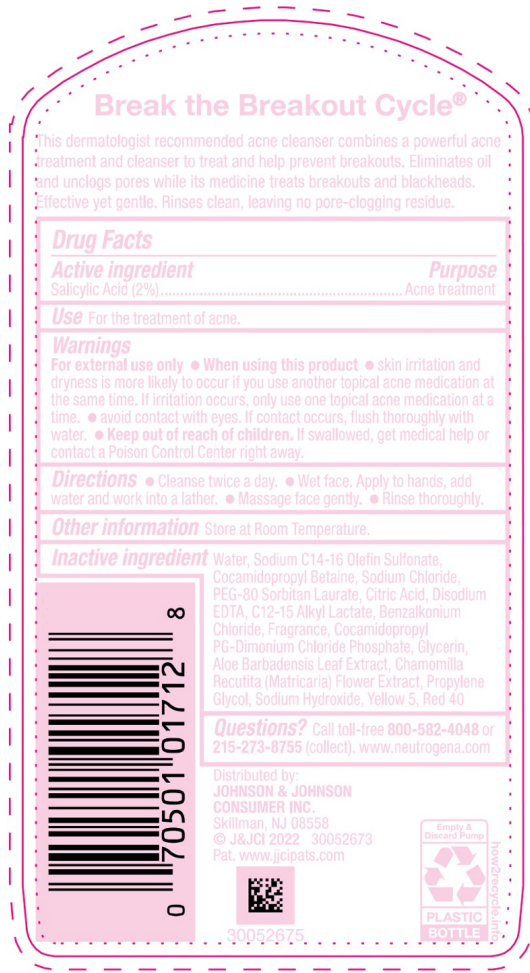 Break the Breakout Cycle®
This dermatologist recommended acne cleanser combines a powerful acne
treatment and cleanser to treat and help prevent breakouts. Eliminates oil
and unclogs pores while its medicine treats breakouts and blackheads.
Effective yet gentle. Rinses clean, leaving no pore-clogging residue.
Drug Facts
Active ingredient Purpose
Salicylic Acid (2%)............................................................Acne treatment
Use For the treatment of acne.
Warnings
For external use only • When using this product • skin irritation and
dryness is more likely to occur if you use another topical acne medication at
the same time. If irritation occurs, only use one topical acne medication at a
time. • avoid contact with eyes. If contact occurs, flush thoroughly with
water. • Keep out of reach of children. If swallowed, get medical help or
contact a Poison Control Center right away.
Directions • Cleanse twice a day. • Wet face. Apply to hands, add
water and work into a lather. • Massage face gently. • Rinse thoroughly.
Other information Store at Room Temperature.
Inactive ingredient Water, Sodium C14-16 Olefin Sulfonate,
Cocamidopropyl Betaine, Sodium Chloride,
PEG-80 Sorbitan Laurate, Citric Acid, Disodium
EDTA, C12-15 Alkyl Lactate, Benzalkonium
Chloride, Fragrance, Cocamidopropyl
PG-Dimonium Chloride Phosphate, Glycerin,
Aloe Barbadensis Leaf Extract, Chamomilla
Recutita (Matricaria) Flower Extract, Propylene
Glycol, Sodium Hydroxide, Yellow 5, Red 40
Questions? Call toll-free 800-582-4048 or
215-273-8755 (collect). www.neutrogena.com
0 70501 01712 8
Distributed by:
JOHNSON & JOHNSON
CONSUMER INC.
Skillman, NJ 08558
© J&JCI 2022 30052673
Pat. www.jjcipats.com
30052675
Empty &
Discard Pump
PLASTIC
BOTTLE
how2recycle.info